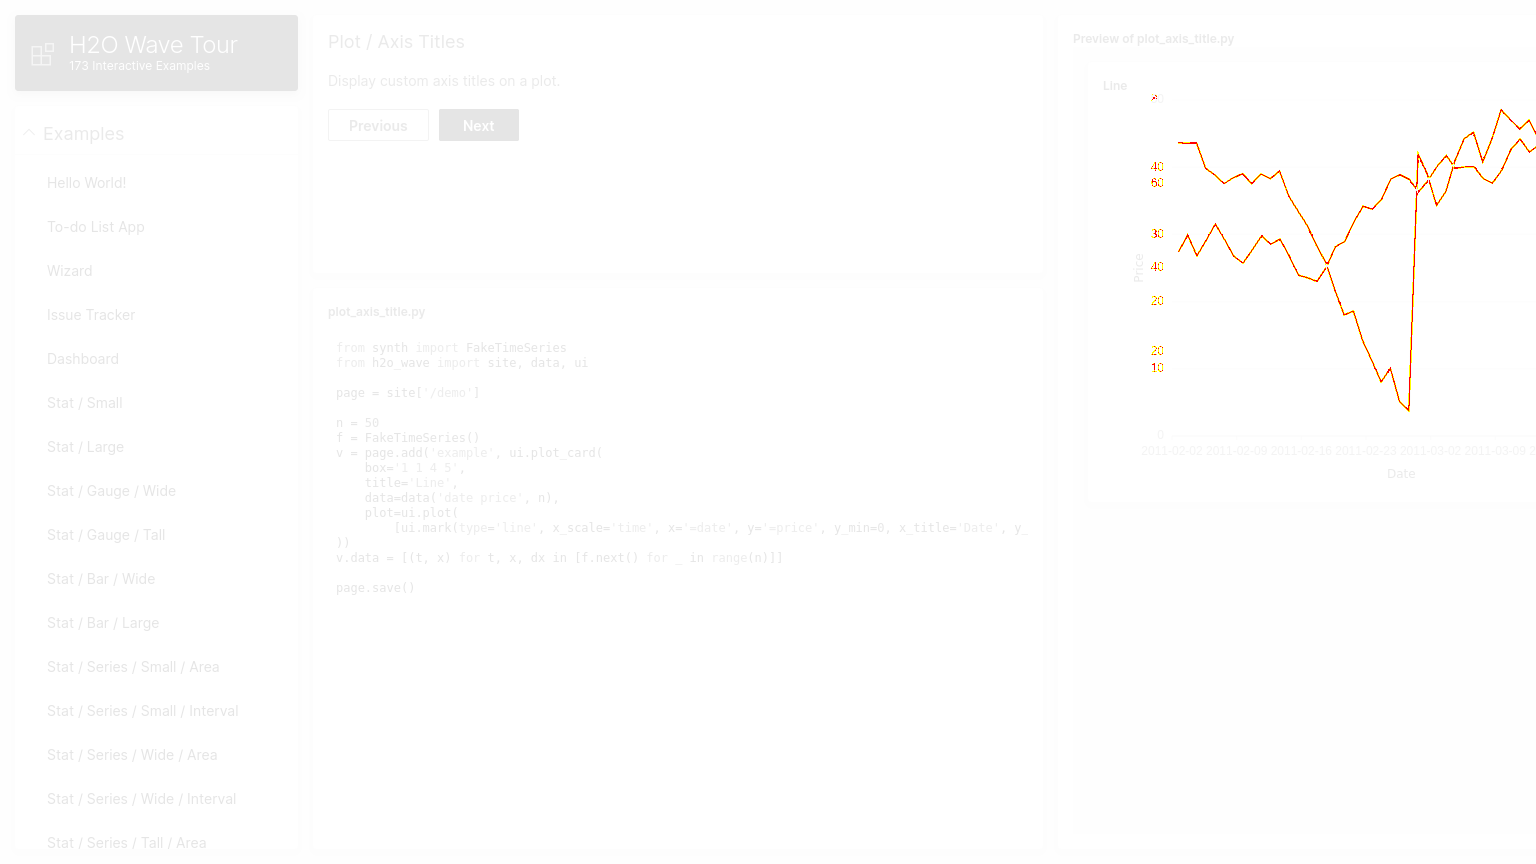 H2O Wave Tour
173 Interactive Examples
Examples
Hello World!
To-do List App
Wizard
Issue Tracker
Dashboard
Stat / Small
Stat / Large
Stat / Gauge / Wide
Stat / Gauge / Tall
Stat / Bar / Wide
Stat / Bar / Large
Stat / Series / Small / Area
Stat / Series / Small / Interval
Stat / Series / Wide / Area
Stat / Series / Wide / Interval
Stat / Series / Tall / Area
Plot / Axis Titles
Display custom axis titles on a plot.
Previous Next
plot_axis_title.py
from synth import FakeTimeSeries
from h2o_wave import site, data, ui
page = site['/demo']
n = 50
f = FakeTimeSeries()
v = page.add('example', ui.plot_card(
box='1 1 4 5',
title='Line',
data=data('date price', n),
plot=ui.plot(
[ui.mark(type='line', x_scale='time', x='=date', y='=price', y_min=0, x_title='Date', y_
))
v.data = [(t, x) for t, x, dx in [f.next() for _ in range(n)]]
page.save()
Preview of plot_axis_title.py
Line
40
60
30
40
20
20
10
0
Price
2011-02-02 2011-02-09 2011-02-16 2011-02-23 2011-03-02 2011-03-09 2
Date